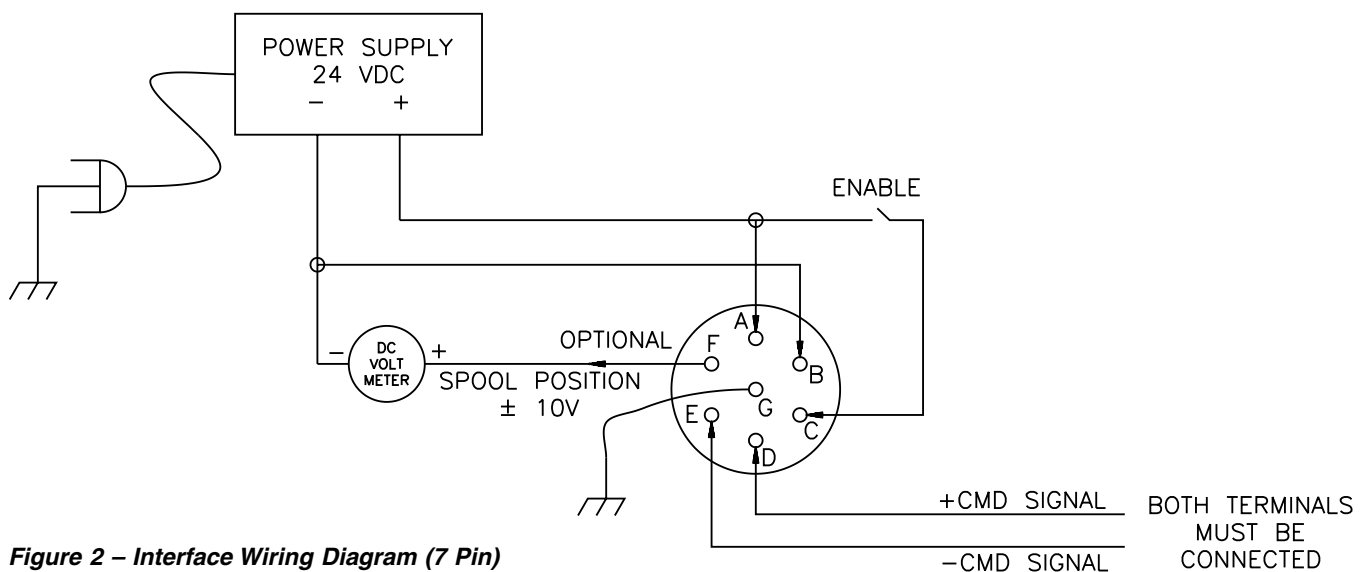 POWER SUPPLY
24 VDC
− +
ENABLE
OPTIONAL
− DC VOLT METER +
SPOOL POSITION
± 10V
A
F
B
G
E
C
D
+CMD SIGNAL
−CMD SIGNAL
BOTH TERMINALS
MUST BE
CONNECTED
Figure 2 – Interface Wiring Diagram (7 Pin)